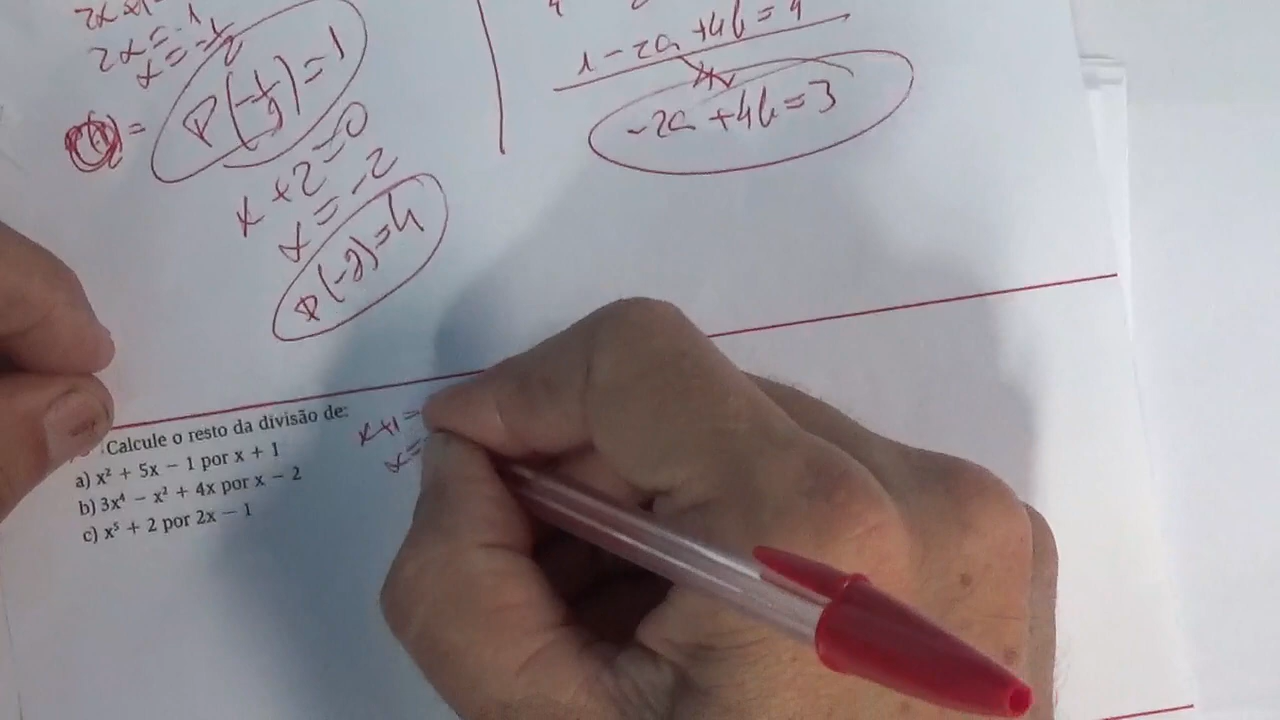 2x = -1
x = -1/2
P(-1/2) = 1
x + 2 = 0
x = -2
P(-2) = 4
1 - 2a + 4b = 4
-2a + 4b = 3
Calcule o resto da divisão de:
x+1 =
x =
a) x² + 5x − 1 por x + 1
b) 3x⁴ − x² + 4x por x − 2
c) x⁵ + 2 por 2x − 1